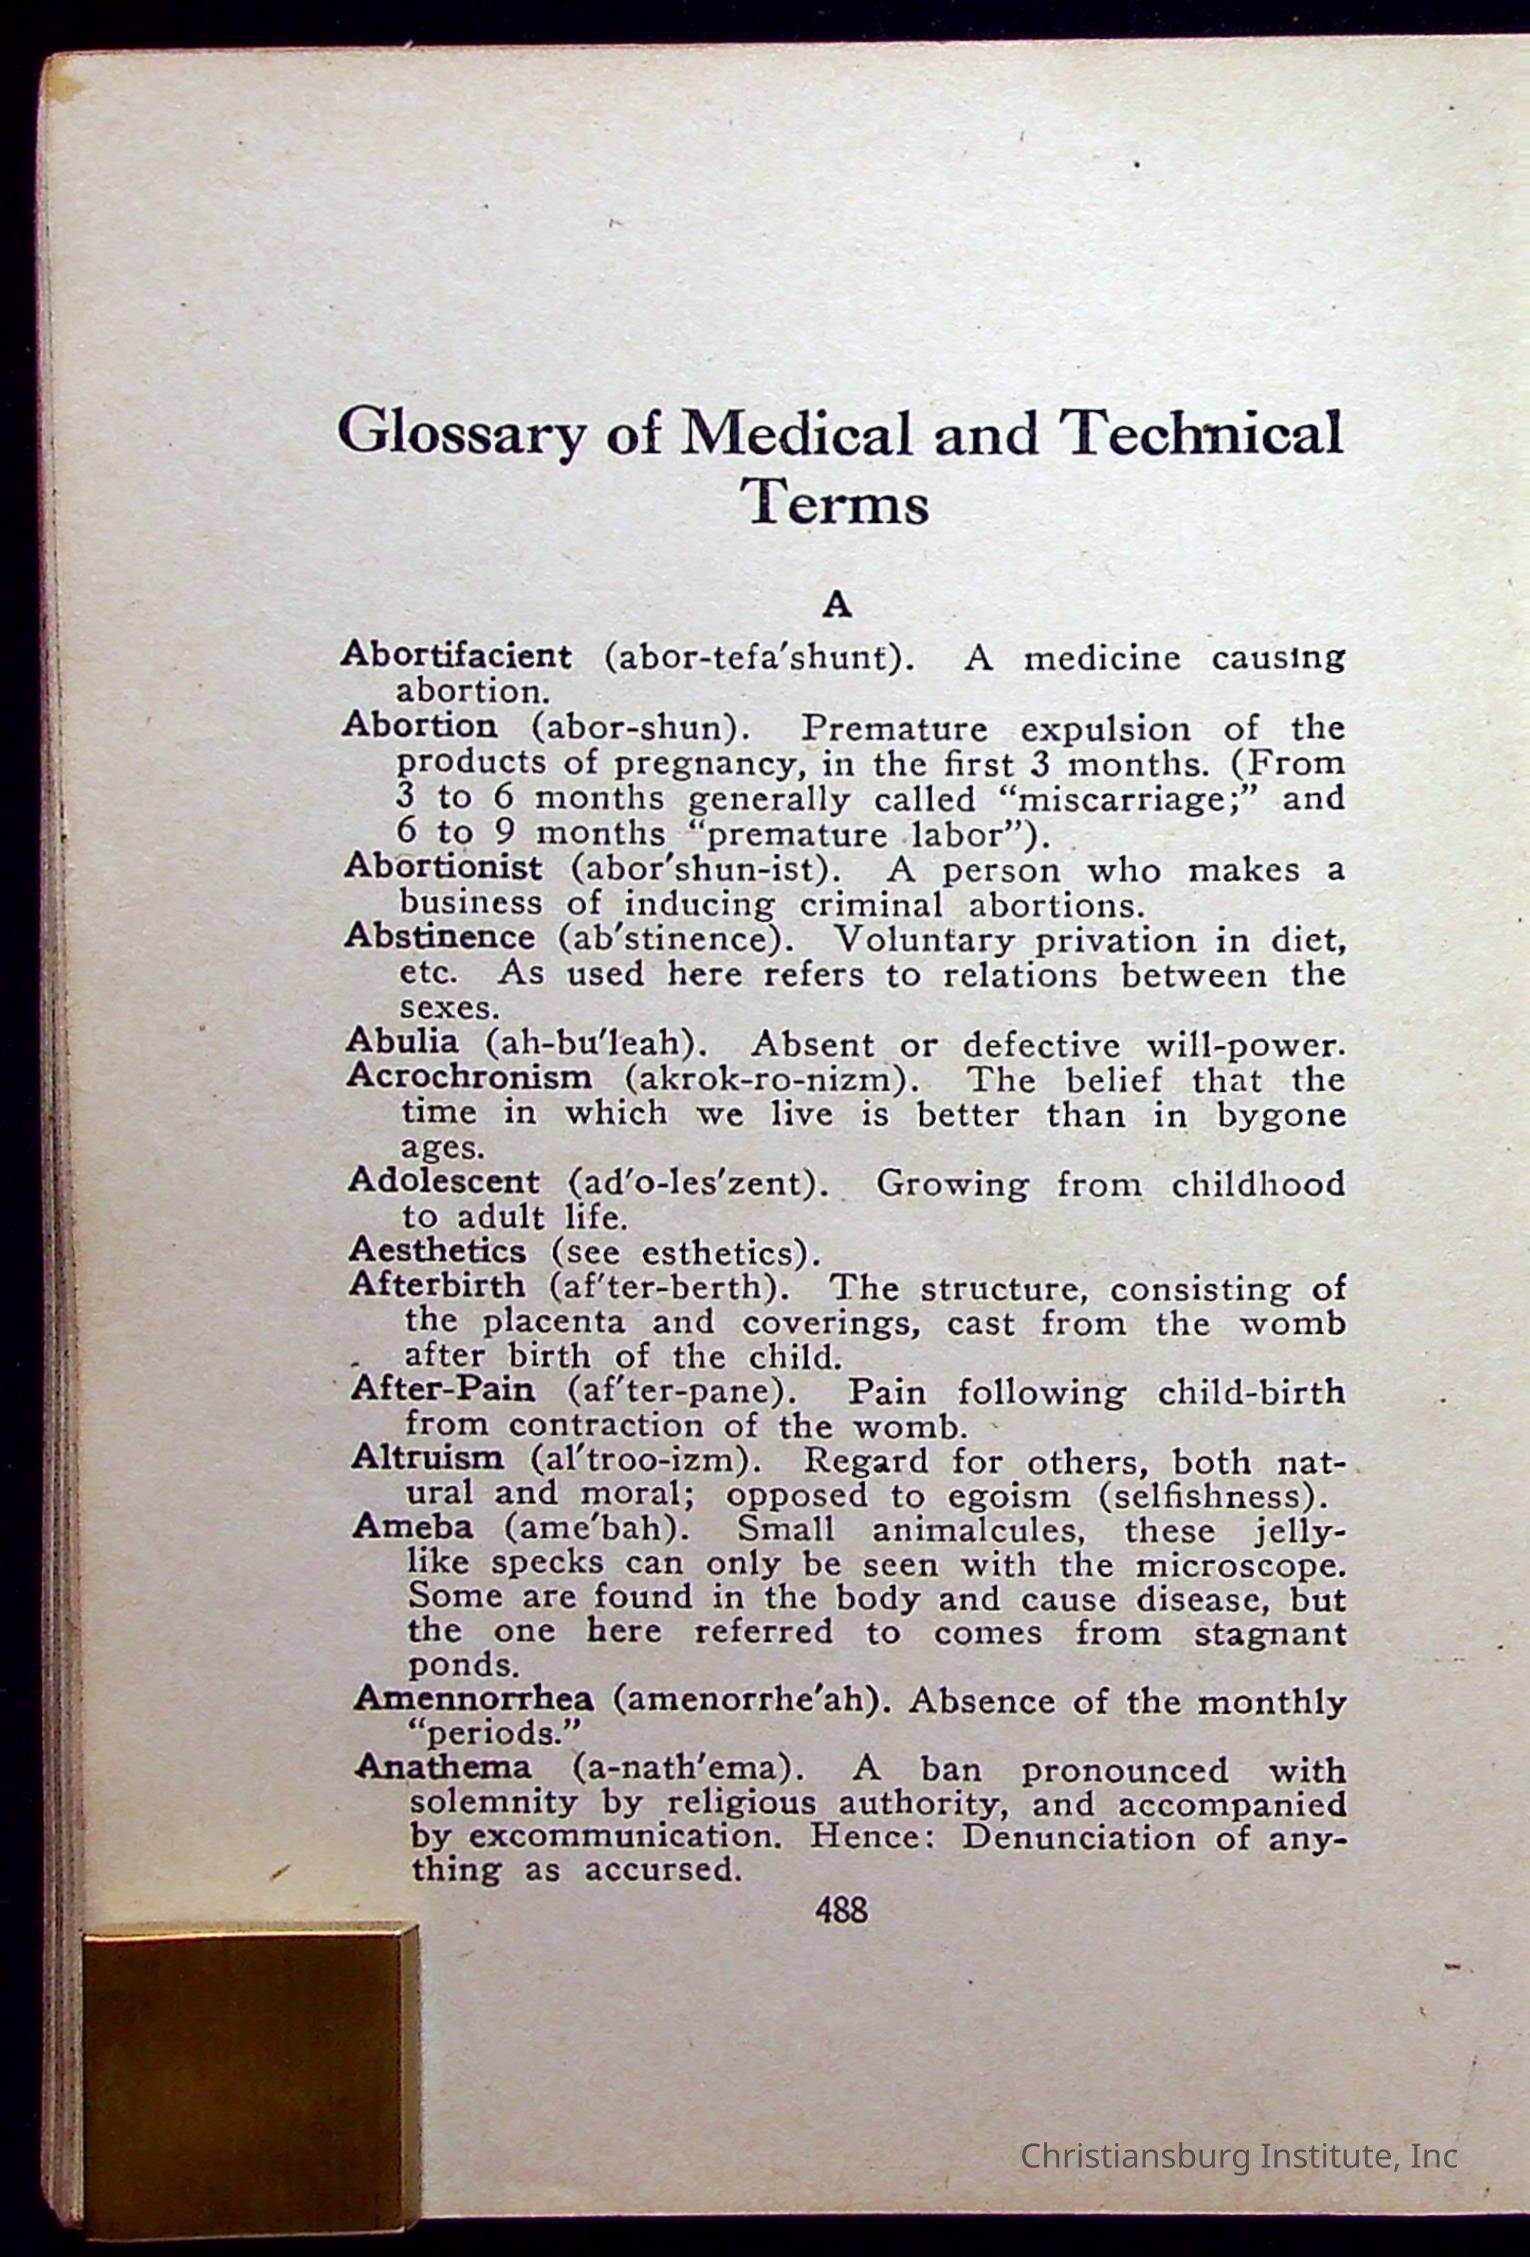 Glossary of Medical and Technical
Terms
A
Abortifacient (abor-tefa'shunt). A medicine causing
abortion.
Abortion (abor-shun). Premature expulsion of the
products of pregnancy, in the first 3 months. (From
3 to 6 months generally called “miscarriage;” and
6 to 9 months “premature labor”).
Abortionist (abor'shun-ist). A person who makes a
business of inducing criminal abortions.
Abstinence (ab'stinence). Voluntary privation in diet,
etc. As used here refers to relations between the
sexes.
Abulia (ah-bu'leah). Absent or defective will-power.
Acrochronism (akrok-ro-nizm). The belief that the
time in which we live is better than in bygone
ages.
Adolescent (ad'o-les'zent). Growing from childhood
to adult life.
Aesthetics (see esthetics).
Afterbirth (af'ter-berth). The structure, consisting of
the placenta and coverings, cast from the womb
after birth of the child.
After-Pain (af'ter-pane). Pain following child-birth
from contraction of the womb.
Altruism (al'troo-izm). Regard for others, both nat-
ural and moral; opposed to egoism (selfishness).
Ameba (ame'bah). Small animalcules, these jelly-
like specks can only be seen with the microscope.
Some are found in the body and cause disease, but
the one here referred to comes from stagnant
ponds.
Amennorrhea (amenorrhe'ah). Absence of the monthly
“periods.”
Anathema (a-nath'ema). A ban pronounced with
solemnity by religious authority, and accompanied
by excommunication. Hence: Denunciation of any-
thing as accursed.
488
Christiansburg Institute, Inc